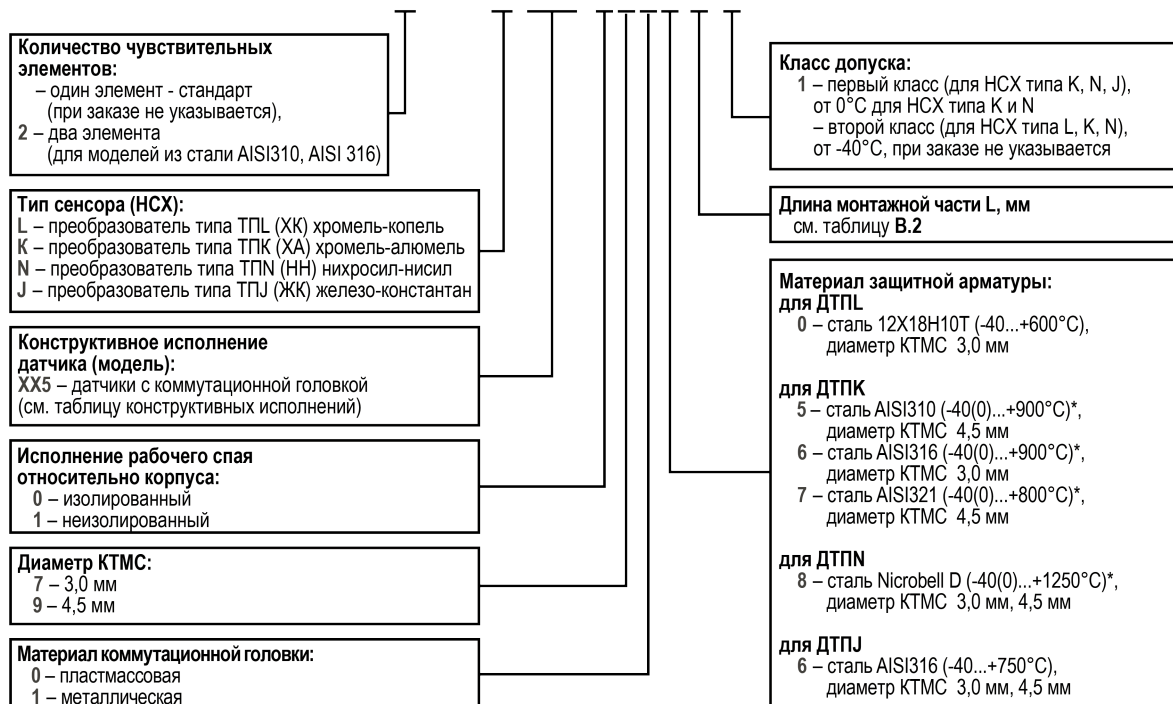 Количество чувствительных
элементов:
– один элемент - стандарт
(при заказе не указывается),
2 – два элемента
(для моделей из стали AISI310, AISI 316)
Тип сенсора (НСХ):
L – преобразователь типа ТПL (ХК) хромель-копель
K – преобразователь типа ТПК (ХА) хромель-алюмель
N – преобразователь типа ТПN (НН) нихросил-нисил
J – преобразователь типа ТПJ (ЖК) железо-константан
Конструктивное исполнение
датчика (модель):
XX5 – датчики с коммутационной головкой
(см. таблицу конструктивных исполнений)
Исполнение рабочего спая
относительно корпуса:
0 – изолированный
1 – неизолированный
Диаметр КТМС:
7 – 3,0 мм
9 – 4,5 мм
Материал коммутационной головки:
0 – пластмассовая
1 – металлическая
Класс допуска:
1 – первый класс (для НСХ типа K, N, J),
от 0°С для НСХ типа K и N
– второй класс (для НСХ типа L, K, N),
от -40°С, при заказе не указывается
Длина монтажной части L, мм
см. таблицу В.2
Материал защитной арматуры:
для ДТПL
0 – сталь 12Х18Н10Т (-40...+600°С),
диаметр КТМС 3,0 мм
для ДТПК
5 – сталь AISI310 (-40(0)...+900°С)*,
диаметр КТМС 4,5 мм
6 – сталь AISI316 (-40(0)...+900°С)*,
диаметр КТМС 3,0 мм
7 – сталь AISI321 (-40(0)...+800°С)*,
диаметр КТМС 4,5 мм
для ДТПN
8 – сталь Nicrobell D (-40(0)...+1250°С)*,
диаметр КТМС 3,0 мм, 4,5 мм
для ДТПJ
6 – сталь AISI316 (-40...+750°С),
диаметр КТМС 3,0 мм, 4,5 мм